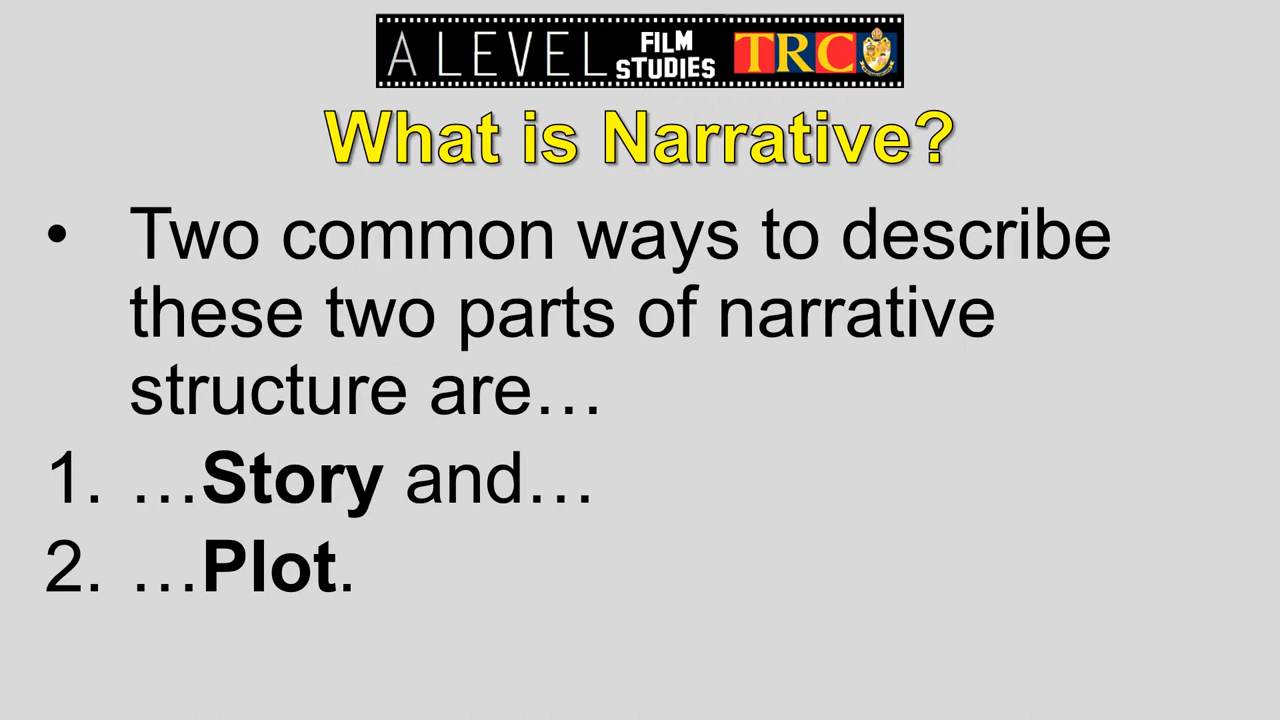 A LEVEL FILM STUDIES TRC
What is Narrative?
• Two common ways to describe
these two parts of narrative
structure are…
1. …Story and…
2. …Plot.